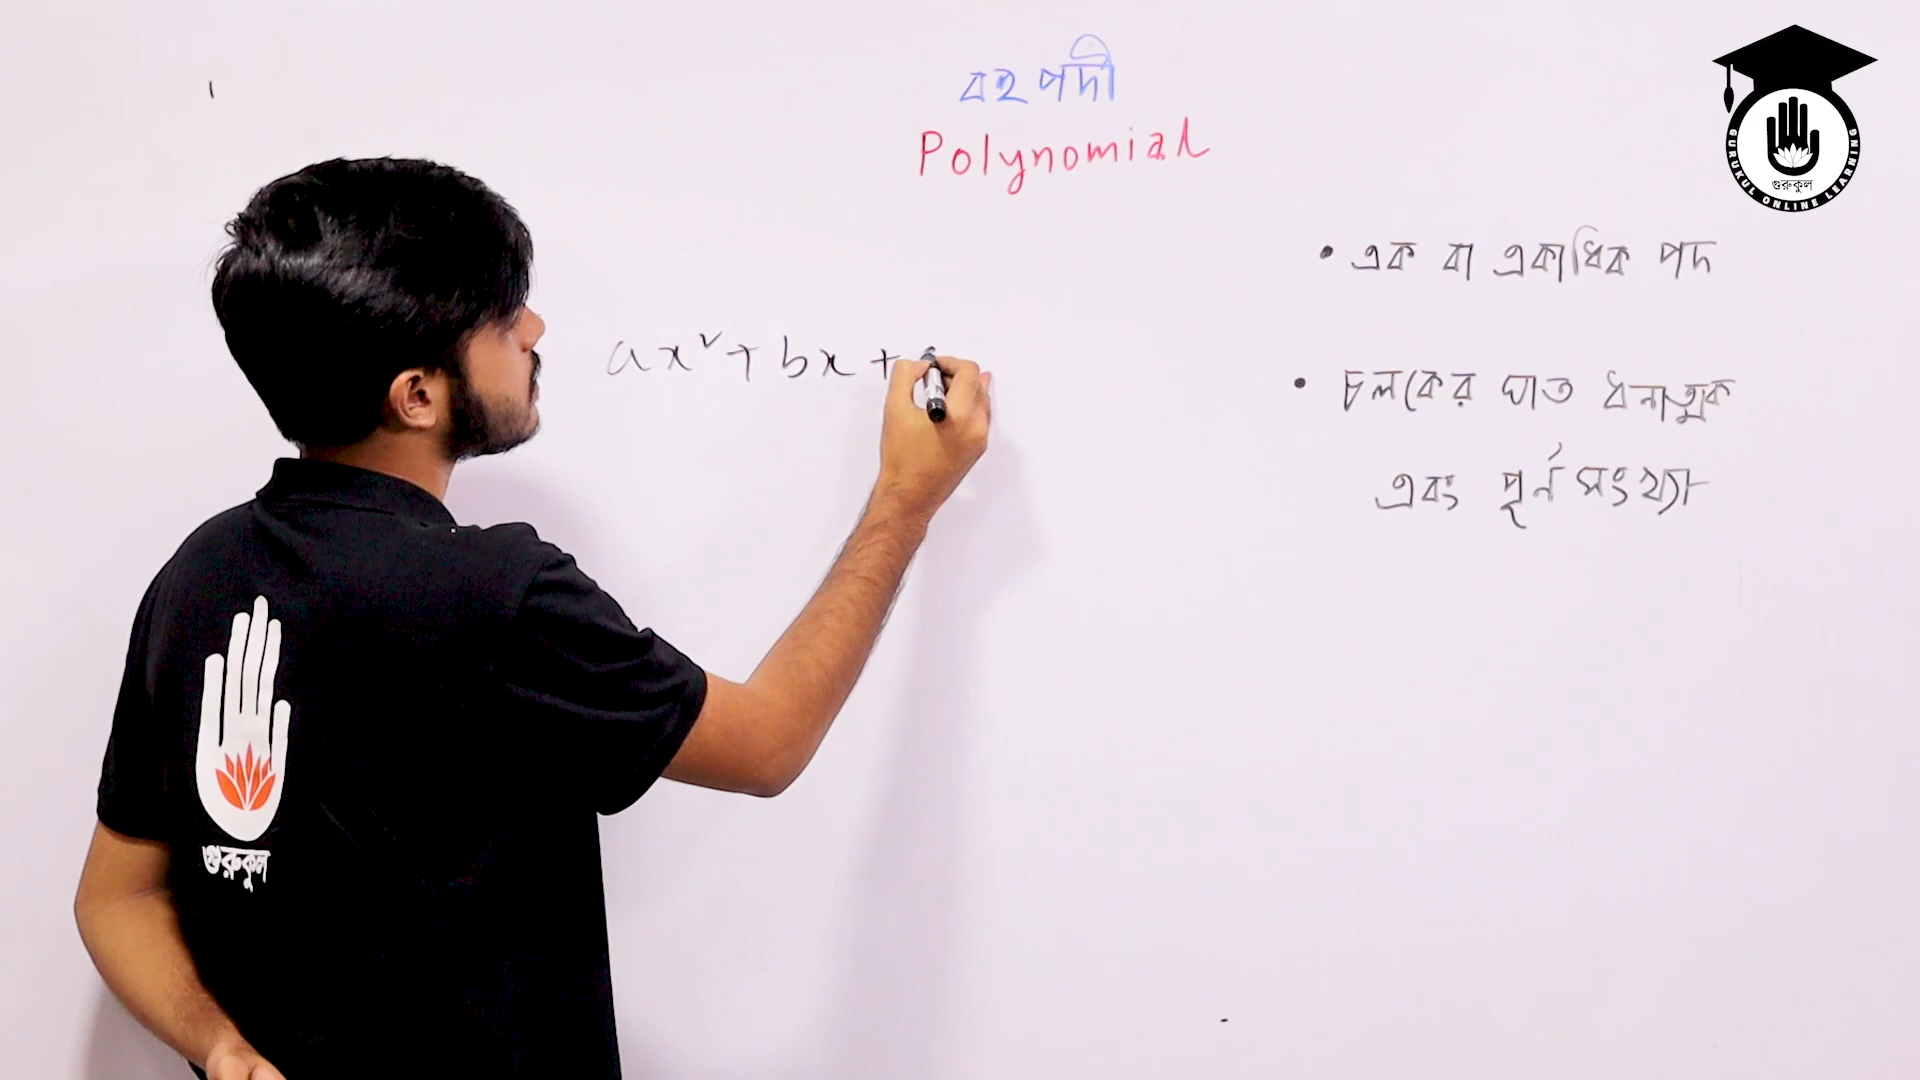 বহুপদী
Polynomial
• এক বা একাধিক পদ
ax² + bx +
• চলকের ঘাত ধনাত্মক
এবং পূর্ন সংখ্যা
গুরুকুল
GURUKUL ONLINE LEARNING
গুরুকুল